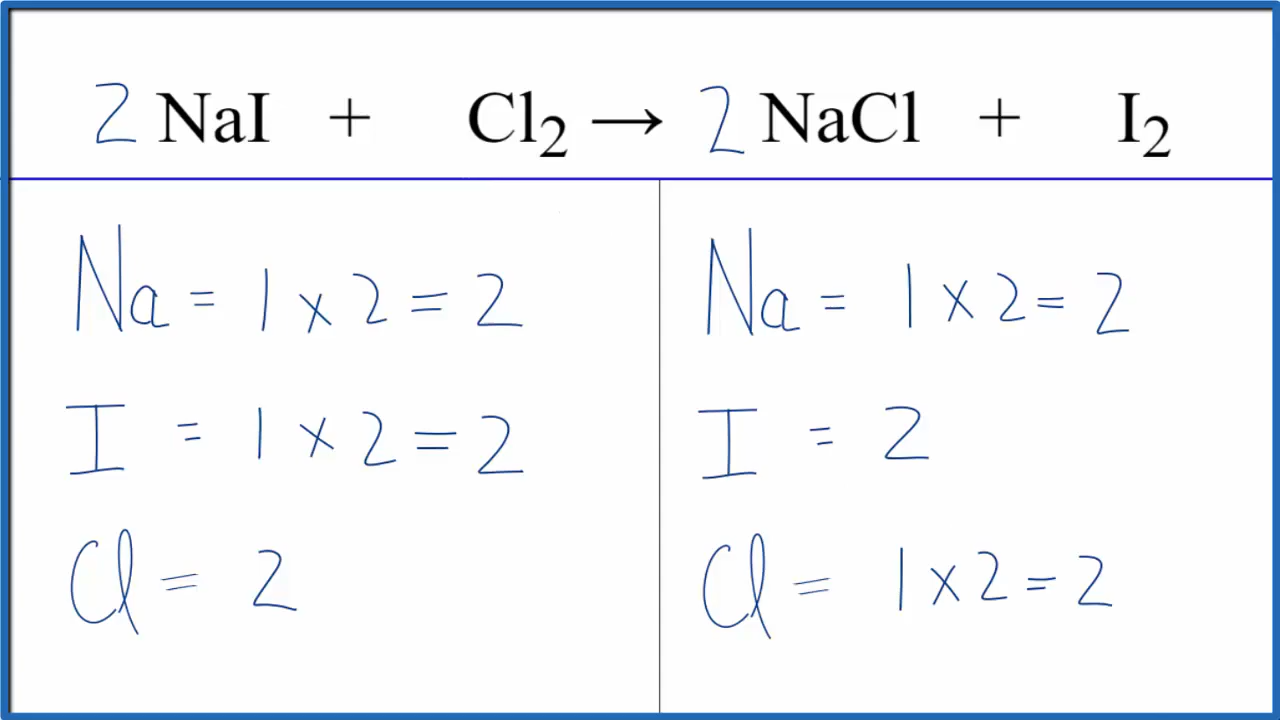 2 NaI + Cl₂ → 2 NaCl + I₂
Na = 1 x 2 = 2
I = 1 x 2 = 2
Cl = 2
Na = 1 x 2 = 2
I = 2
Cl = 1 x 2 = 2